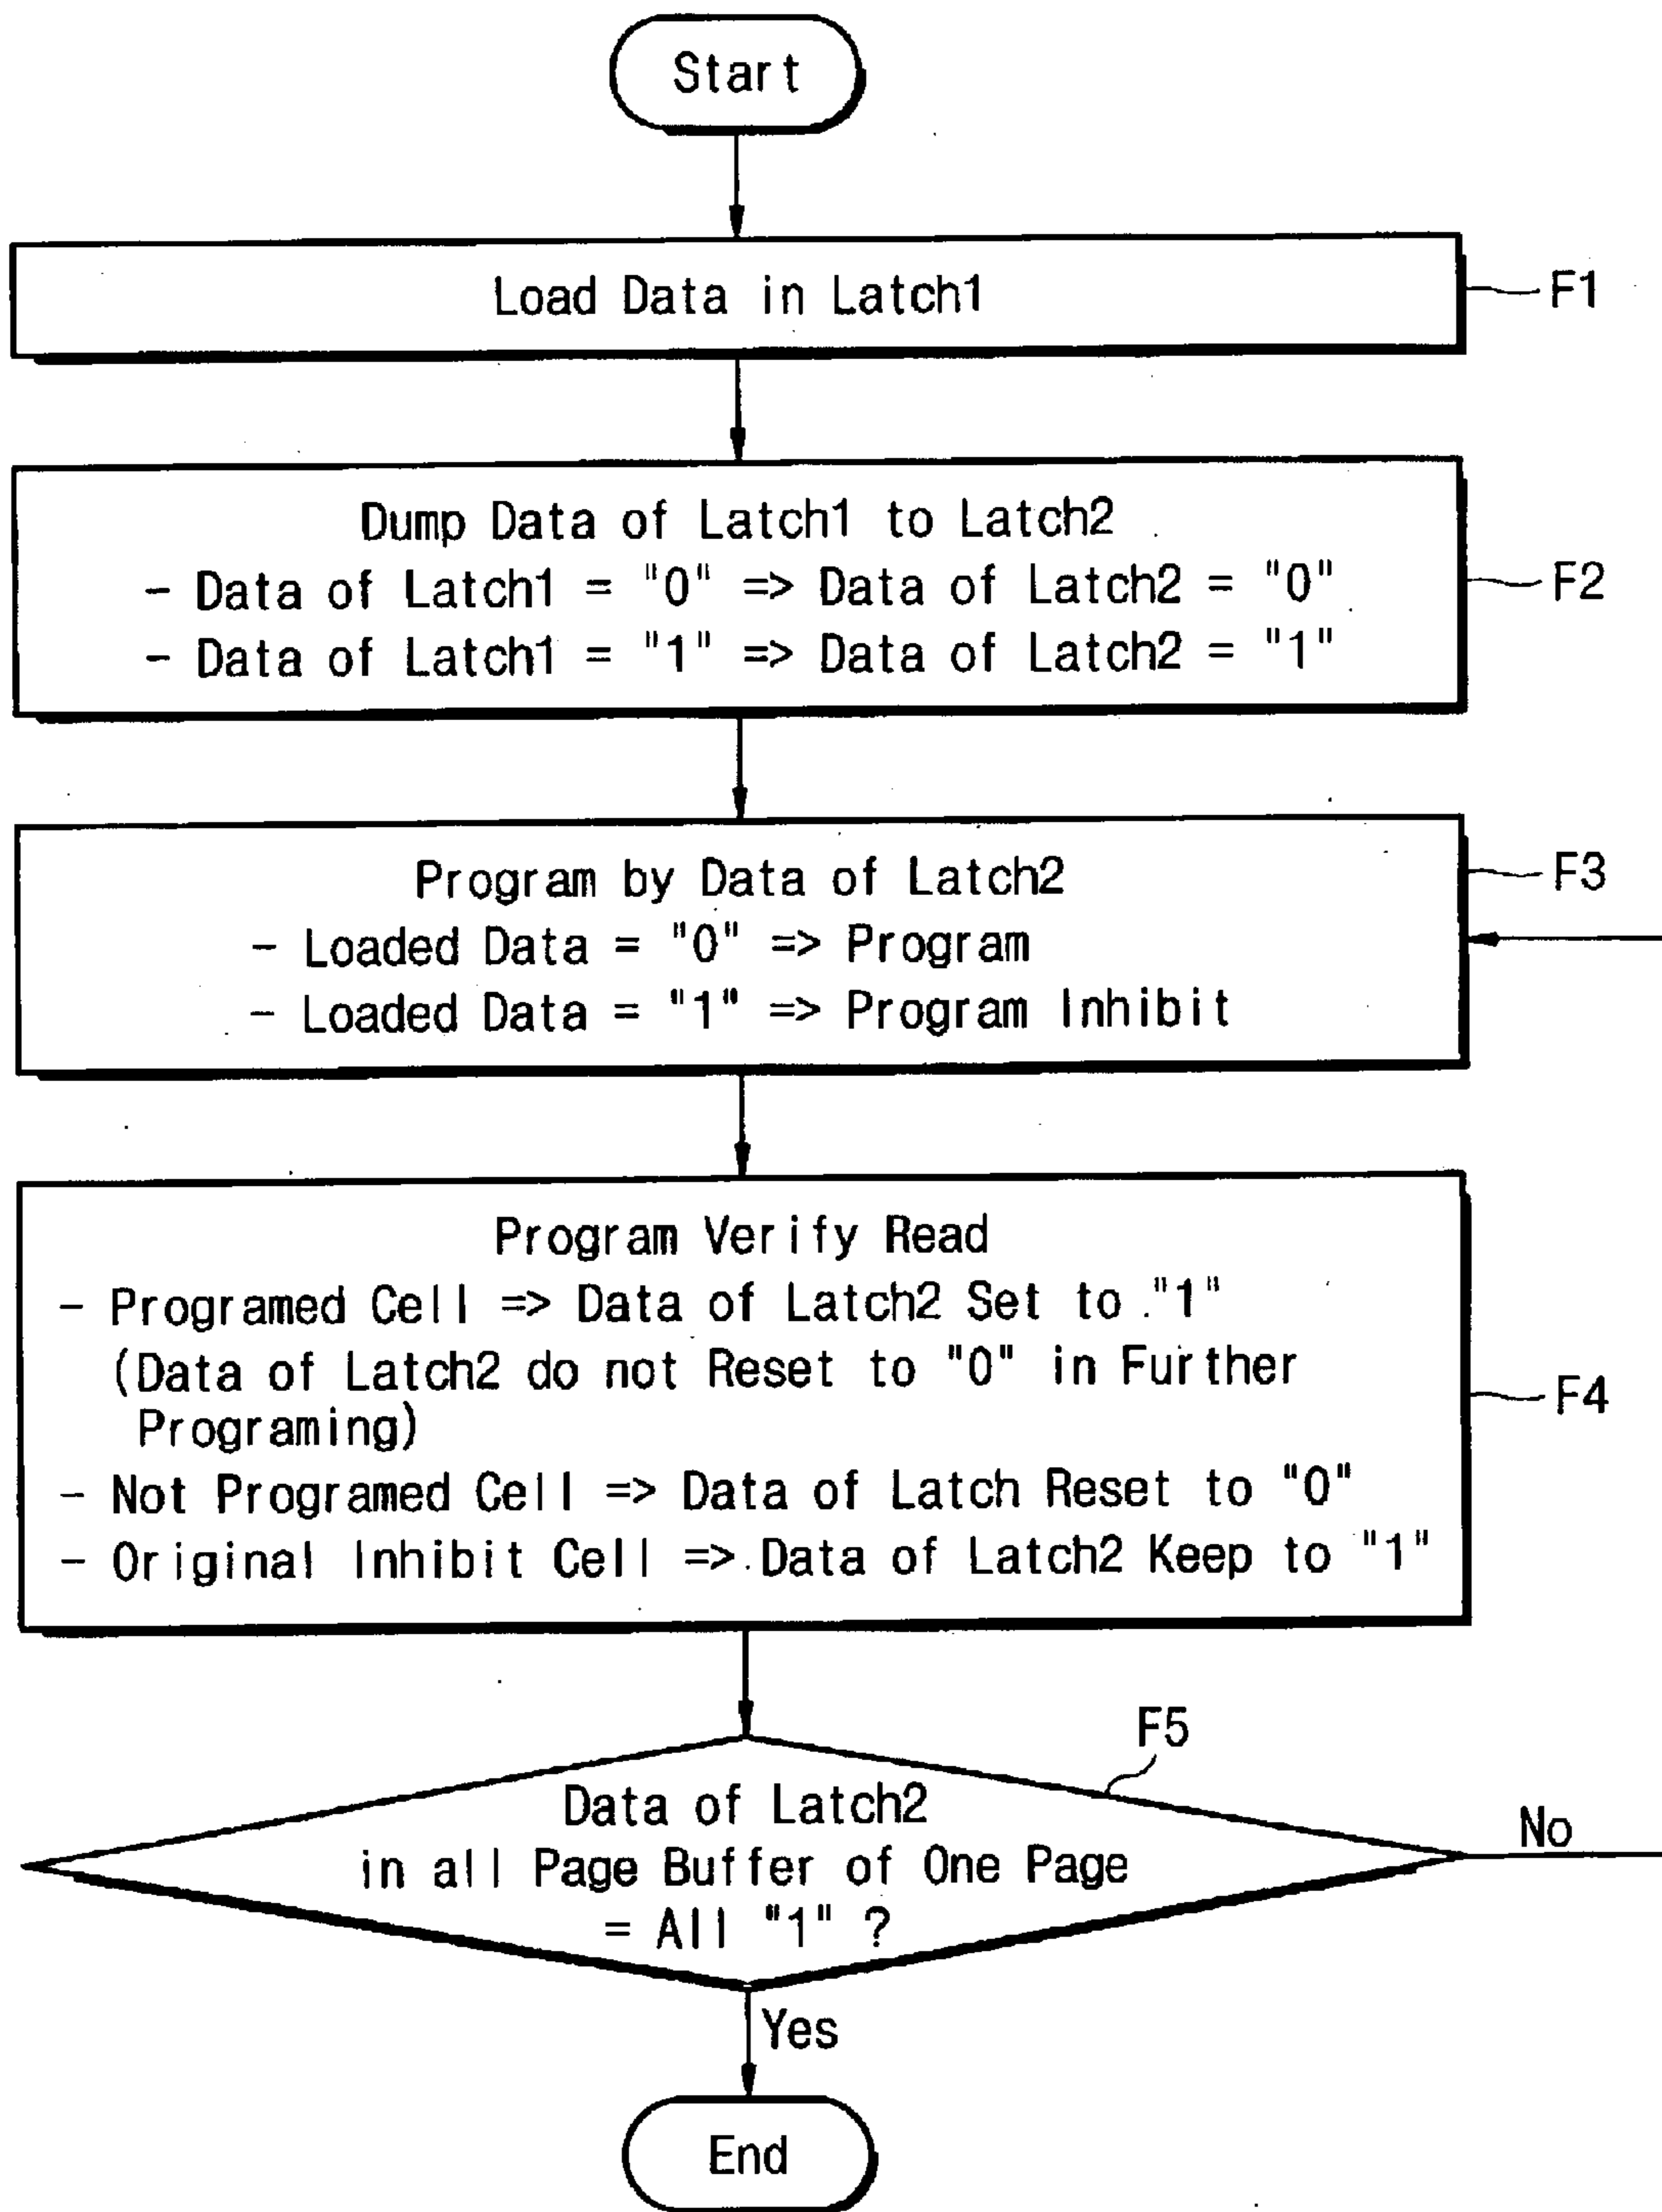 Start
Load Data in Latch1
F1
Dump Data of Latch1 to Latch2
- Data of Latch1 = "0" => Data of Latch2 = "0"
- Data of Latch1 = "1" => Data of Latch2 = "1"
F2
Program by Data of Latch2
- Loaded Data = "0" => Program
- Loaded Data = "1" => Program Inhibit
F3
Program Verify Read
- Programed Cell => Data of Latch2 Set to "1"
(Data of Latch2 do not Reset to "0" in Further
Programing)
- Not Programed Cell => Data of Latch Reset to "0"
- Original Inhibit Cell => Data of Latch2 Keep to "1"
F4
F5
Data of Latch2
in all Page Buffer of One Page
= All "1" ?
No
Yes
End